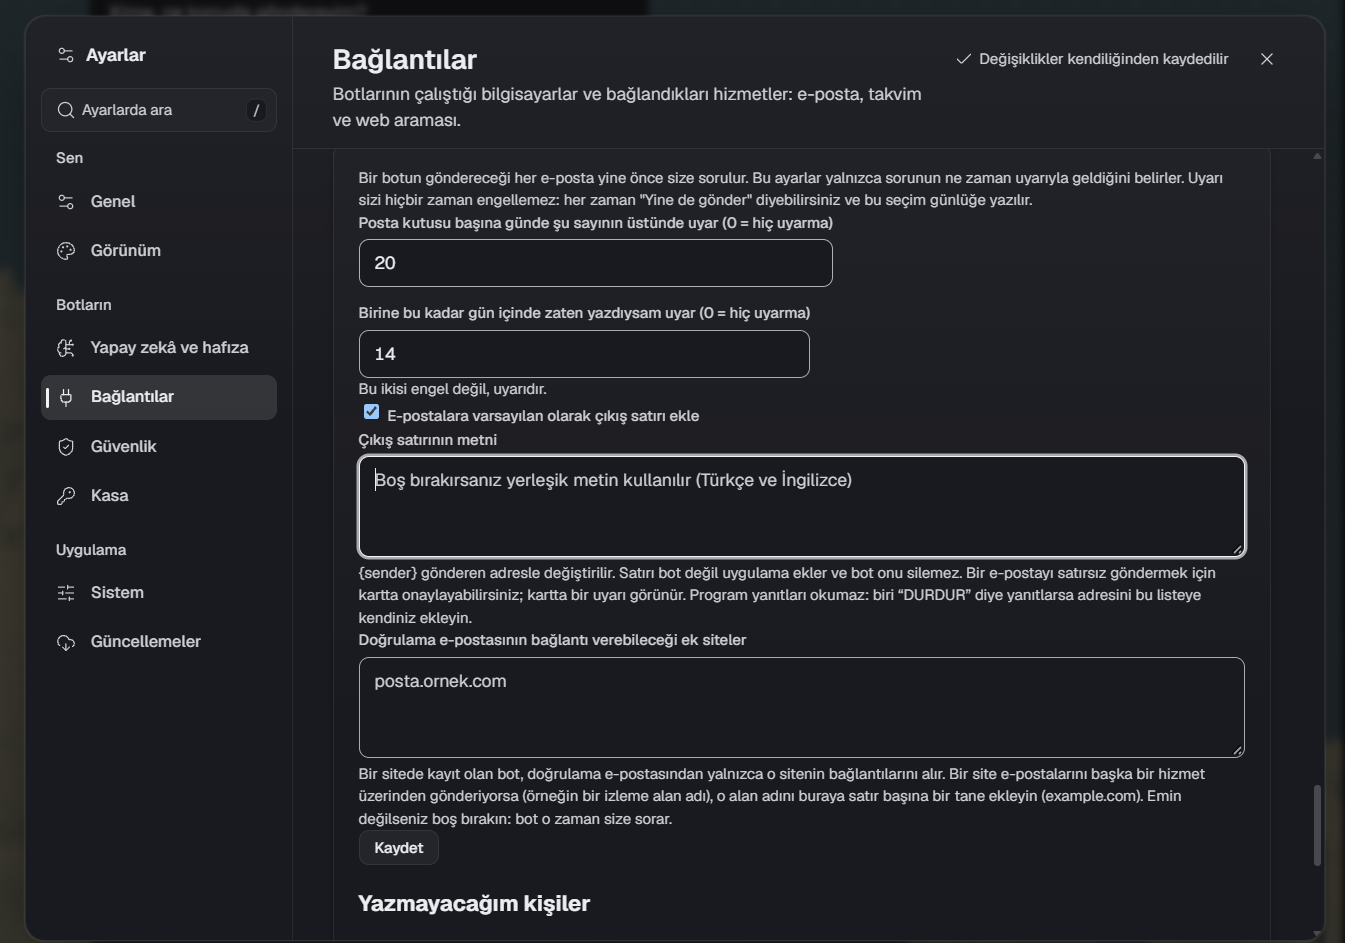 Ayarlar
Ayarlarda ara
/
Sen
Genel
Görünüm
Botların
Yapay zekâ ve hafıza
Bağlantılar
Güvenlik
Kasa
Uygulama
Sistem
Güncellemeler
Bağlantılar
Değişiklikler kendiliğinden kaydedilir
Botlarının çalıştığı bilgisayarlar ve bağlandıkları hizmetler: e-posta, takvim
ve web araması.
Bir botun göndereceği her e-posta yine önce size sorulur. Bu ayarlar yalnızca sorunun ne zaman uyarıyla geldiğini belirler. Uyarı
sizi hiçbir zaman engellemez: her zaman "Yine de gönder" diyebilirsiniz ve bu seçim günlüğe yazılır.
Posta kutusu başına günde şu sayının üstünde uyar (0 = hiç uyarma)
20
Birine bu kadar gün içinde zaten yazdıysam uyar (0 = hiç uyarma)
14
Bu ikisi engel değil, uyarıdır.
E-postalara varsayılan olarak çıkış satırı ekle
Çıkış satırının metni
Boş bırakırsanız yerleşik metin kullanılır (Türkçe ve İngilizce)
{sender} gönderen adresle değiştirilir. Satırı bot değil uygulama ekler ve bot onu silemez. Bir e-postayı satırsız göndermek için
kartta onaylayabilirsiniz; kartta bir uyarı görünür. Program yanıtları okumaz: biri “DURDUR” diye yanıtlarsa adresini bu listeye
kendiniz ekleyin.
Doğrulama e-postasının bağlantı verebileceği ek siteler
posta.ornek.com
Bir sitede kayıt olan bot, doğrulama e-postasından yalnızca o sitenin bağlantılarını alır. Bir site e-postalarını başka bir hizmet
üzerinden gönderiyorsa (örneğin bir izleme alan adı), o alan adını buraya satır başına bir tane ekleyin (example.com). Emin
değilseniz boş bırakın: bot o zaman size sorar.
Kaydet
Yazmayacağım kişiler